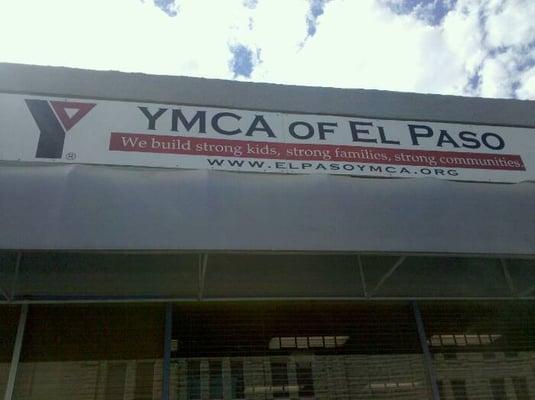 YMCA OF EL PASO
We build strong kids, strong families, strong communities.
WWW.ELPASOYMCA.ORG
®